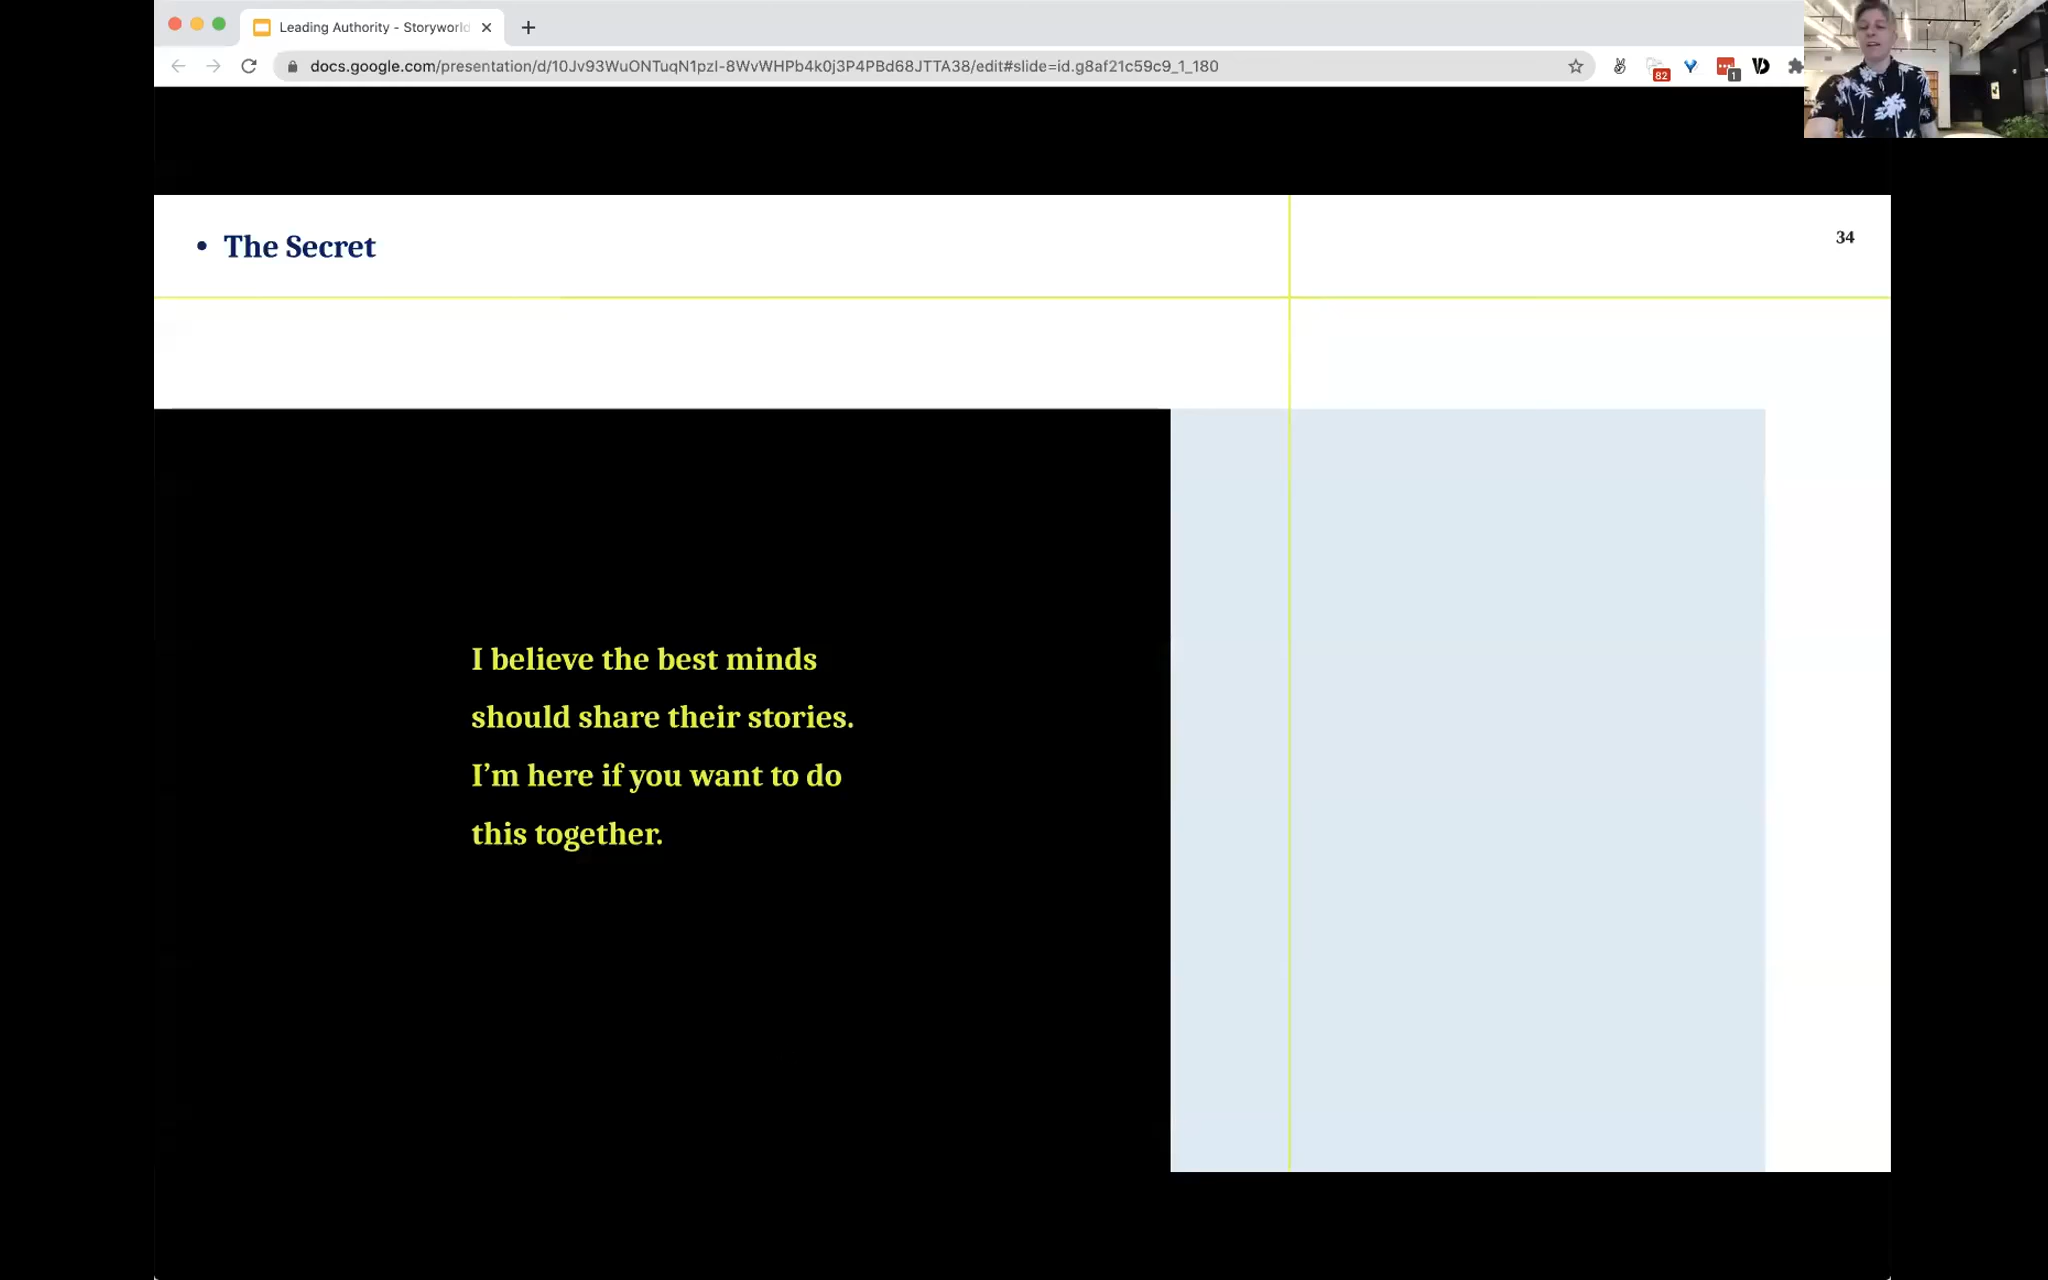 Leading Authority - Storyworld
docs.google.com/presentation/d/10Jv93WuONTuqN1pzI-8WvWHPb4k0j3P4PBd68JTTA38/edit#slide=id.g8af21c59c9_1_180
82
1
• The Secret
34
I believe the best minds
should share their stories.
I’m here if you want to do
this together.